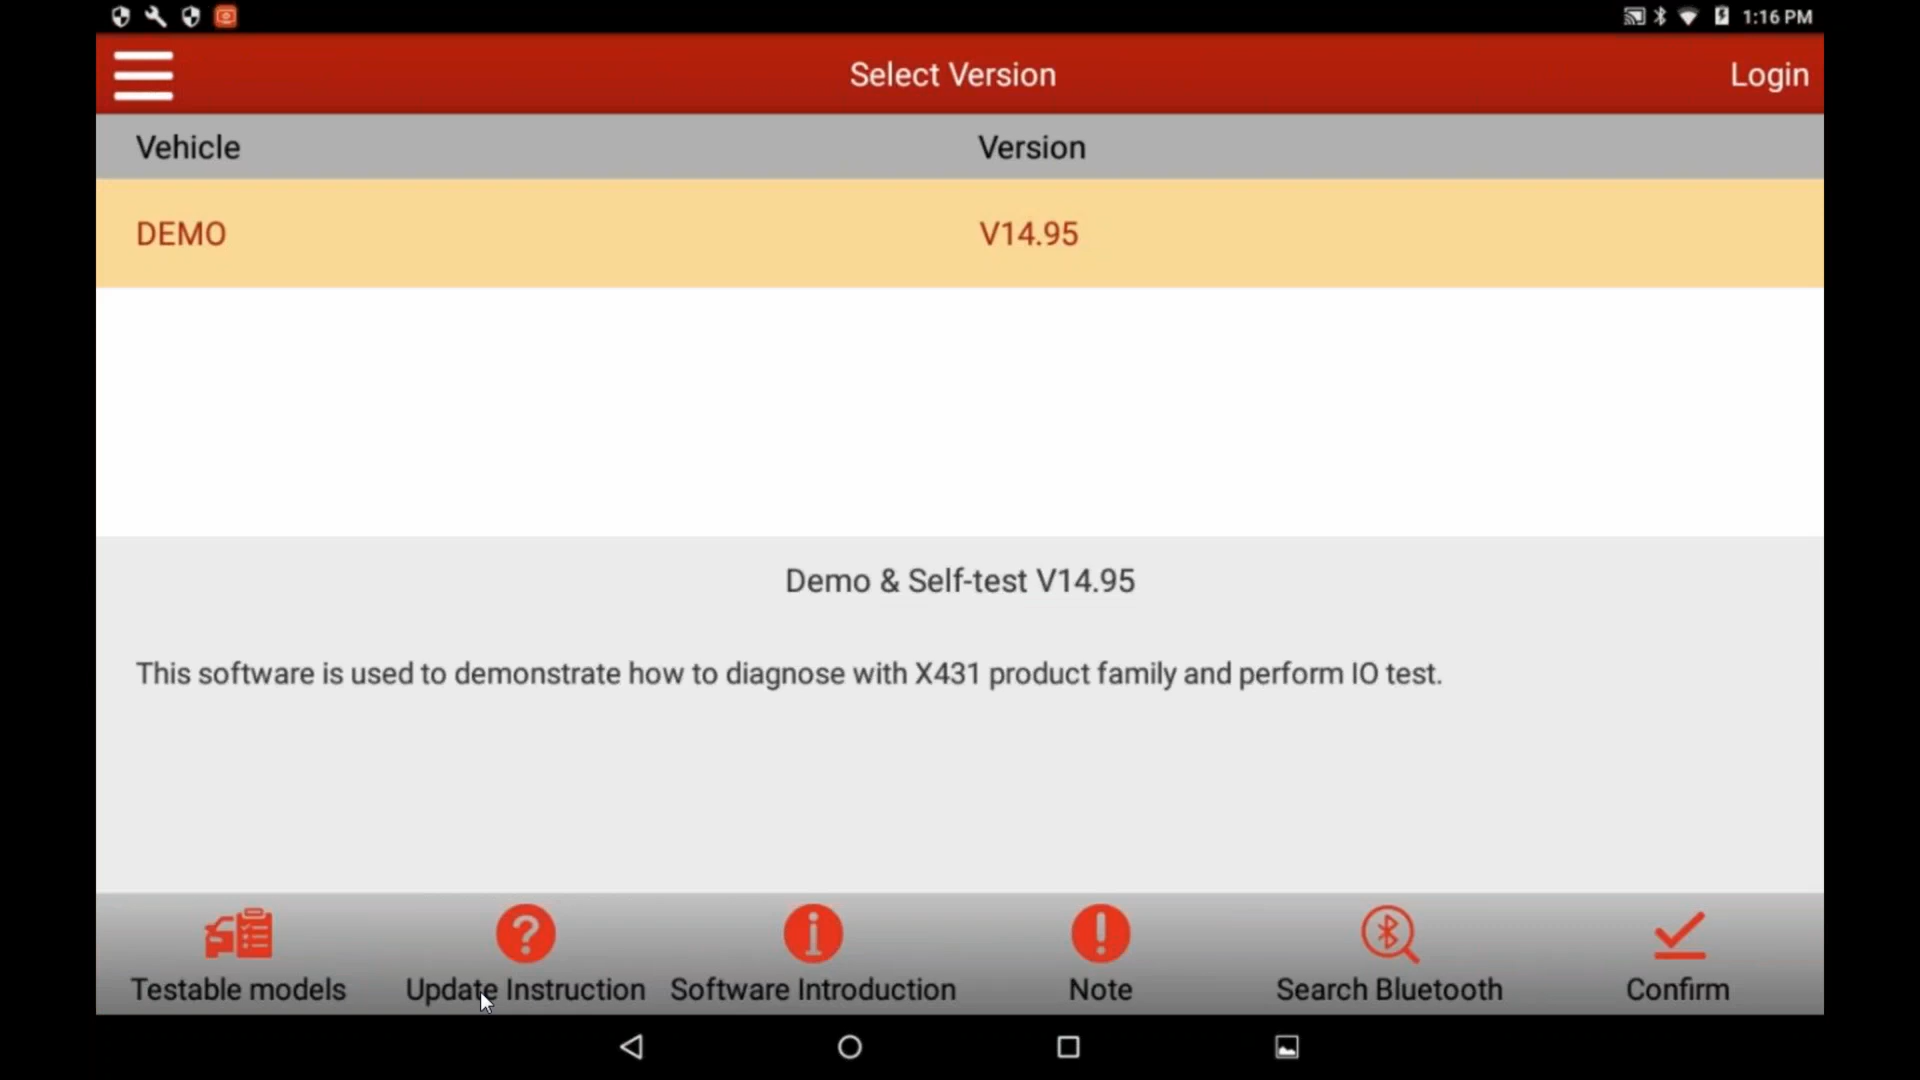 1:16 PM
Select Version
Login
Vehicle Version
DEMO V14.95
Demo & Self-test V14.95
This software is used to demonstrate how to diagnose with X431 product family and perform IO test.
Testable models Update Instruction Software Introduction Note Search Bluetooth Confirm